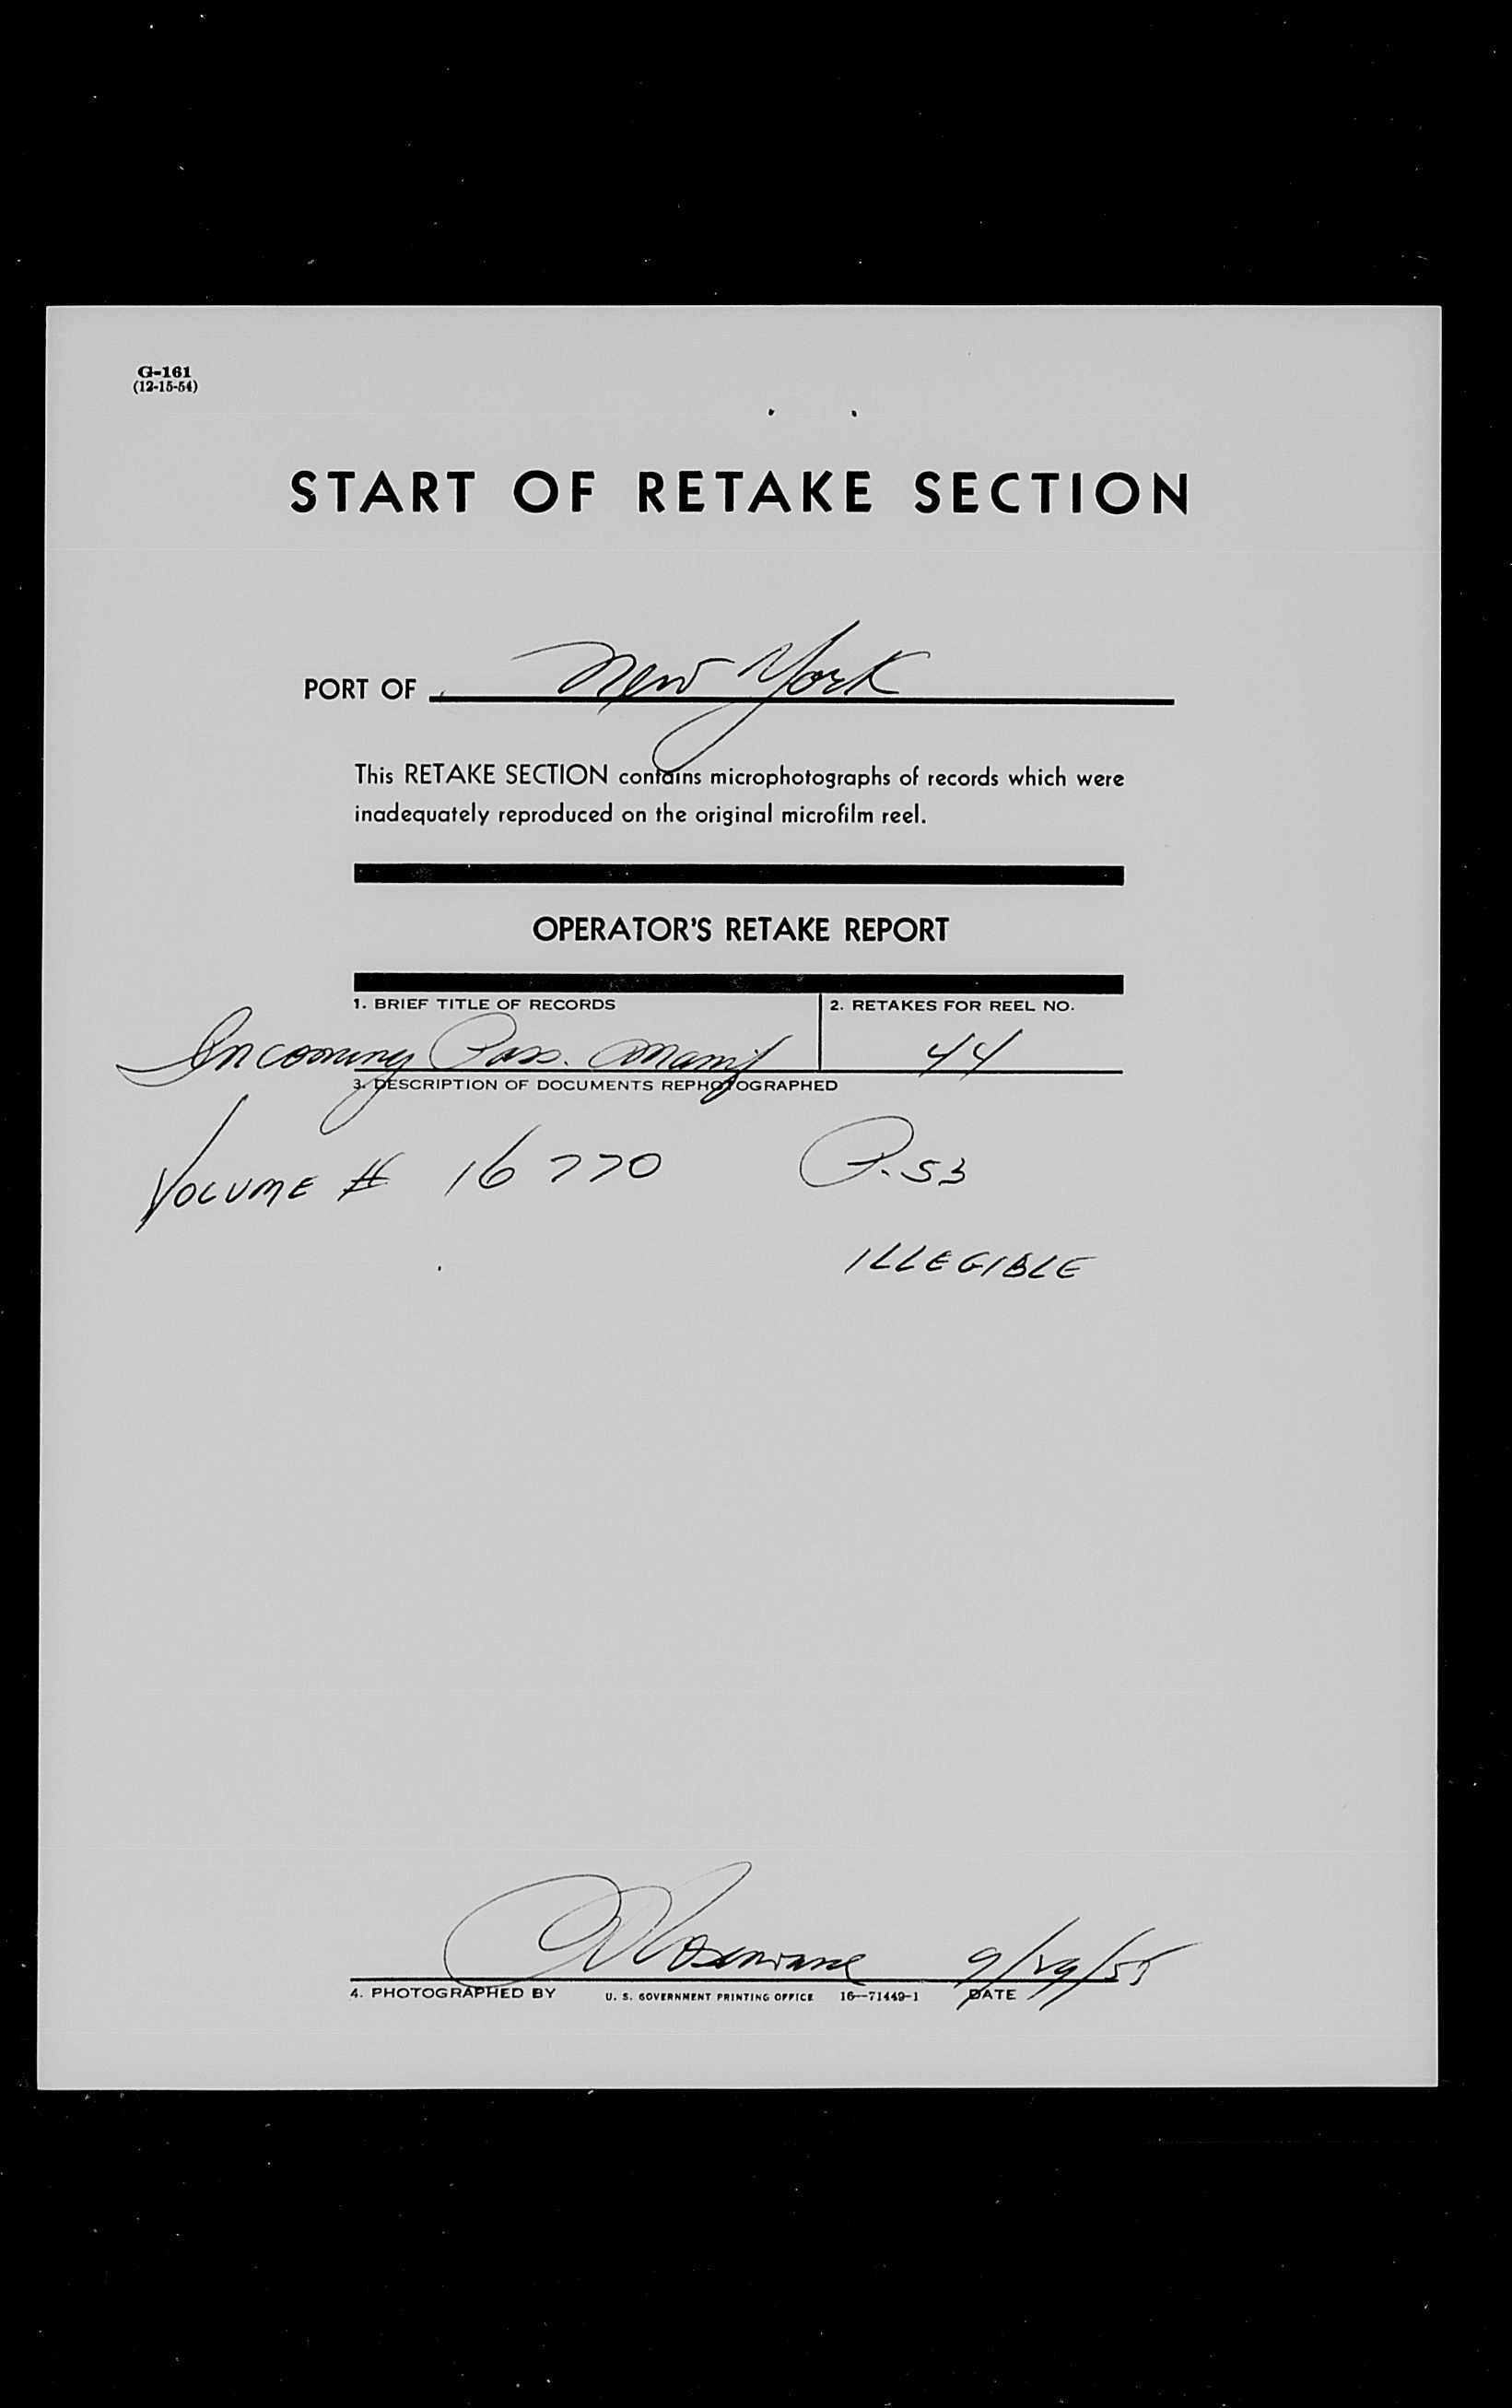 G-161
(12-15-54)
START OF RETAKE SECTION
PORT OF New York
This RETAKE SECTION contains microphotographs of records which were
inadequately reproduced on the original microfilm reel.
OPERATOR'S RETAKE REPORT
1. BRIEF TITLE OF RECORDS 2. RETAKES FOR REEL NO.
Incoming Pass. Manif 44
3. DESCRIPTION OF DOCUMENTS REPHOTOGRAPHED
VOLUME # 16770 P. 53
ILLEGIBLE
9/29/55
4. PHOTOGRAPHED BY U. S. GOVERNMENT PRINTING OFFICE 16—71449-1 DATE